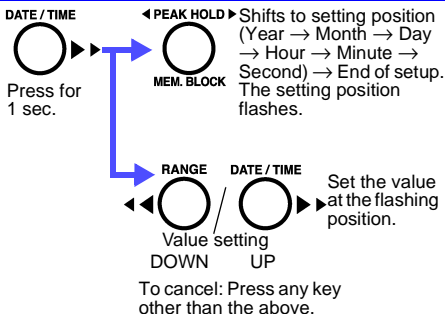 DATE / TIME
Press for
1 sec.
PEAK HOLD
MEM. BLOCK
Shifts to setting position
(Year → Month → Day
→ Hour → Minute →
Second) → End of setup.
The setting position
flashes.
RANGE
DATE / TIME
Value setting
DOWN UP
Set the value
at the flashing
position.
To cancel: Press any key
other than the above.